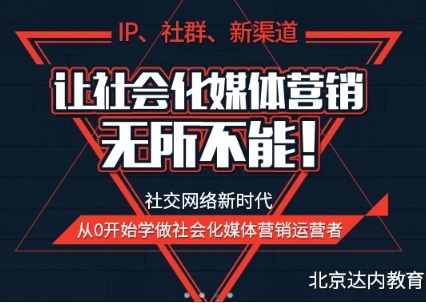 IP、社群、新渠道
让社会化媒体营销
无所不能！
社交网络新时代
从0开始学做社会化媒体营销运营者
北京达内教育